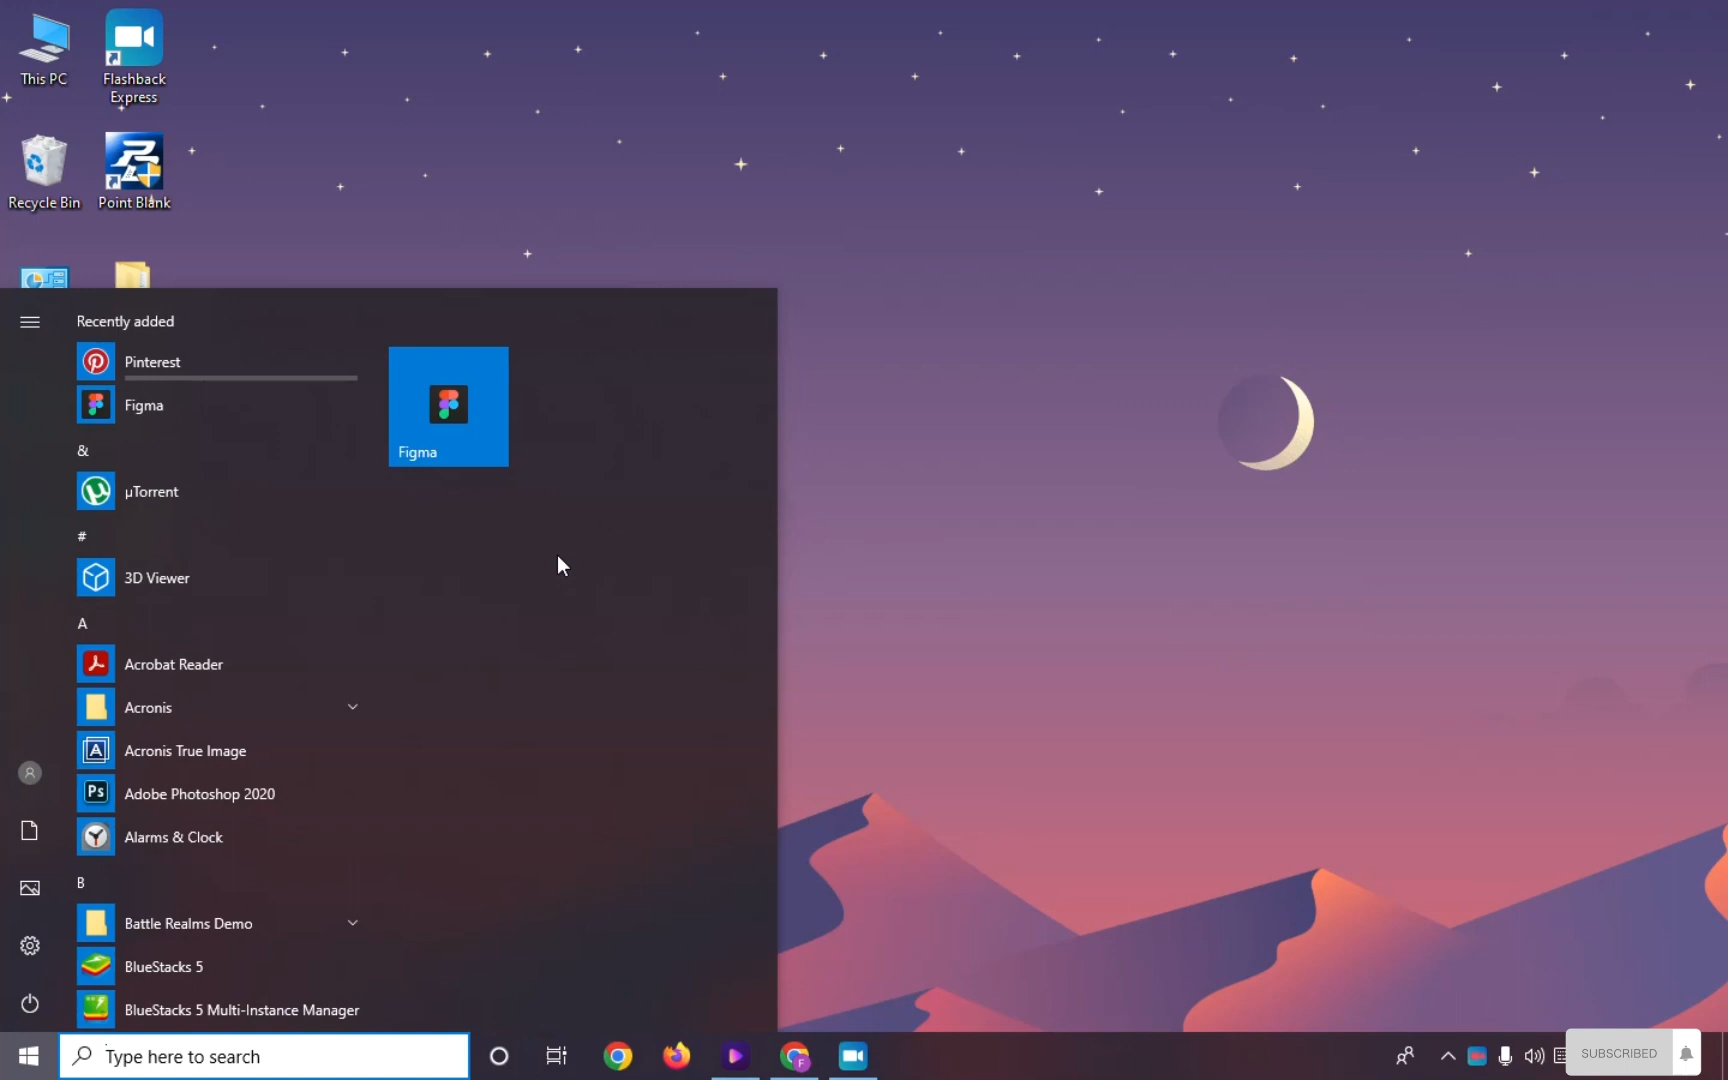 This PC
Flashback
Express
Recycle Bin
Point Blank
Recently added
Pinterest
Figma
Figma
&
µTorrent
#
3D Viewer
A
Acrobat Reader
Acronis
Acronis True Image
Ps
Adobe Photoshop 2020
Alarms & Clock
B
Battle Realms Demo
BlueStacks 5
BlueStacks 5 Multi-Instance Manager
Type here to search
F
SUBSCRIBED